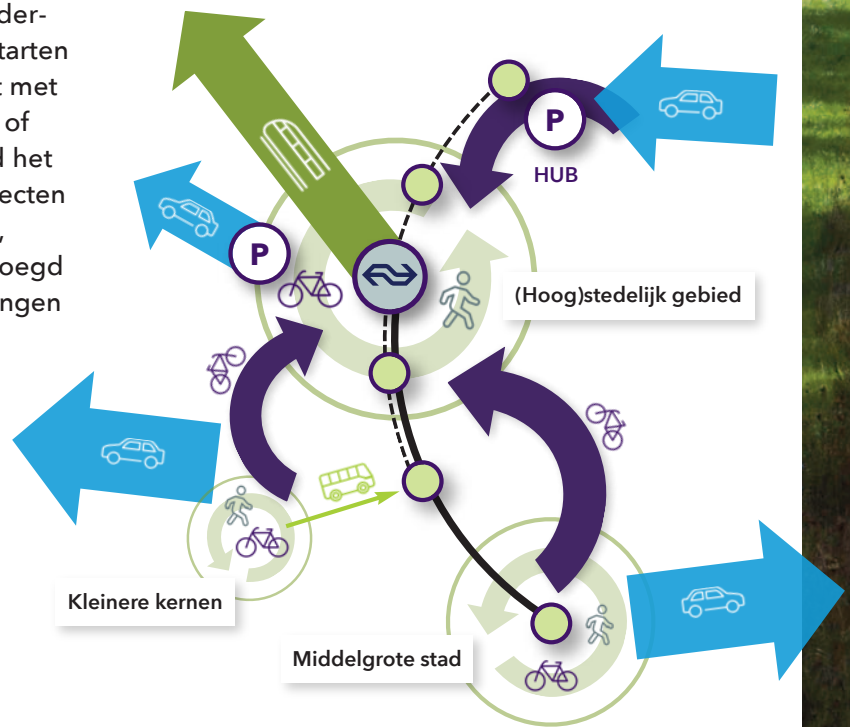 der-
tarten
t met
of
d het
ecten
,
oegd
ngen
P
HUB
P
(Hoog)stedelijk gebied
Kleinere kernen
Middelgrote stad